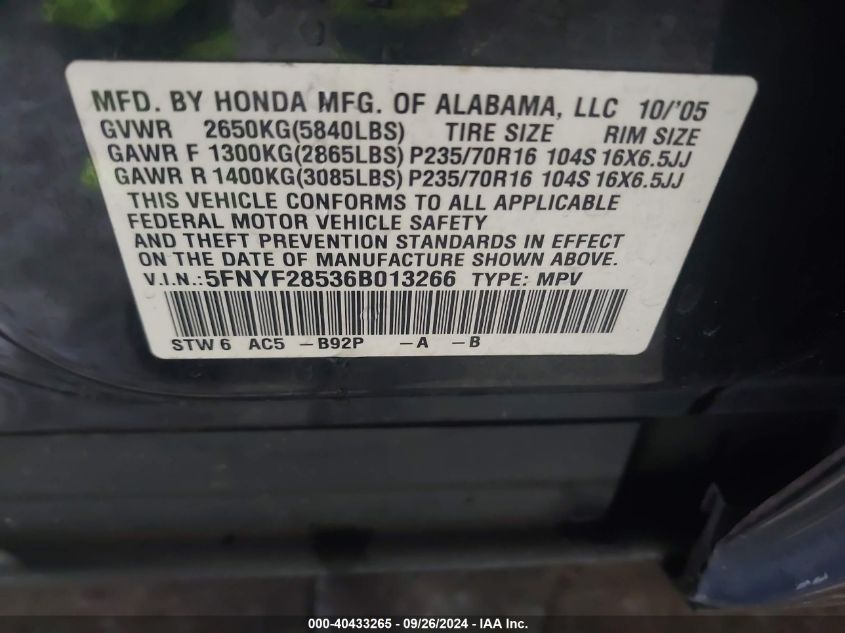 MFD. BY HONDA MFG. OF ALABAMA, LLC 10/'05
GVWR 2650KG(5840LBS) TIRE SIZE RIM SIZE
GAWR F 1300KG(2865LBS) P235/70R16 104S 16X6.5JJ
GAWR R 1400KG(3085LBS) P235/70R16 104S 16X6.5JJ
THIS VEHICLE CONFORMS TO ALL APPLICABLE
FEDERAL MOTOR VEHICLE SAFETY
AND THEFT PREVENTION STANDARDS IN EFFECT
ON THE DATE OF MANUFACTURE SHOWN ABOVE.
V.I.N.:5FNYF28536B013266 TYPE: MPV
STW 6 AC5 -B92P -A -B
000-40433265 - 09/26/2024 - IAA Inc.